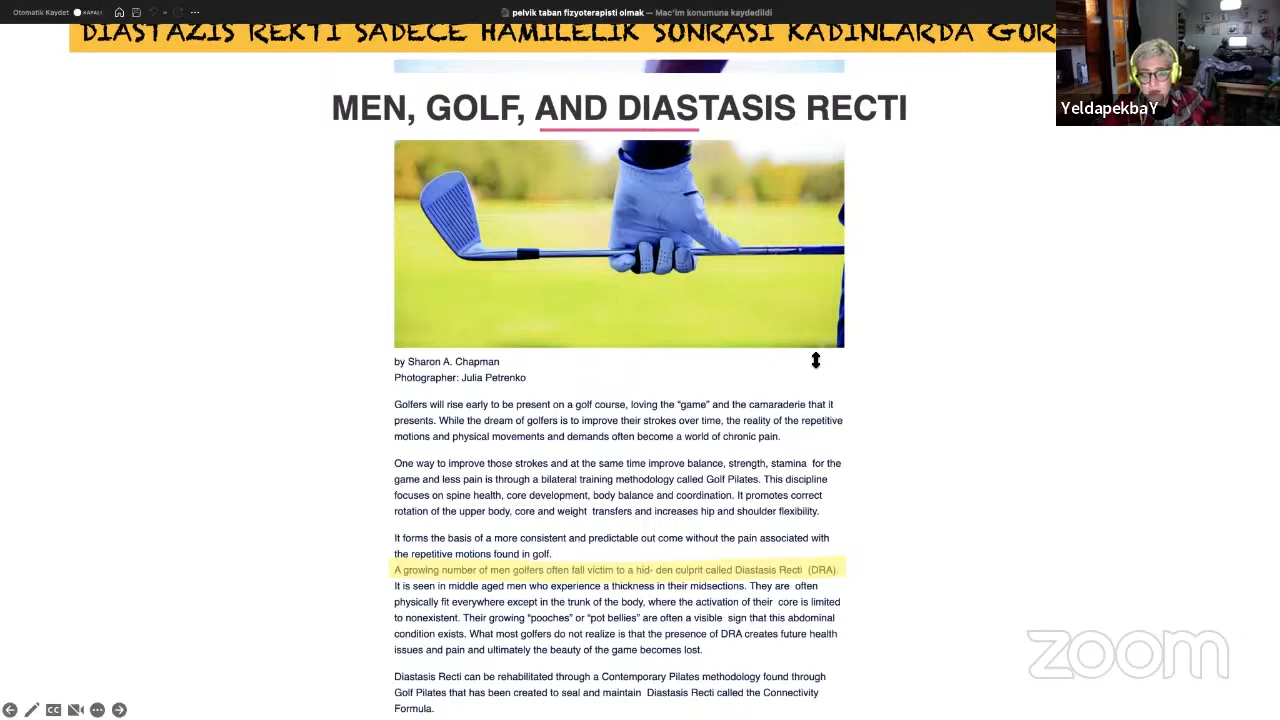 Otomatik Kaydet KAPALI
pelvik taban fizyoterapisti olmak — Mac'im konumuna kaydedildi
DİASTAZİS REKTİ SADECE HAMİLELİK SONRASI KADINLARDA GÖR
YeldapekbaY
MEN, GOLF, AND DIASTASIS RECTI
by Sharon A. Chapman
Photographer: Julia Petrenko
Golfers will rise early to be present on a golf course, loving the “game” and the camaraderie that it
presents. While the dream of golfers is to improve their strokes over time, the reality of the repetitive
motions and physical movements and demands often become a world of chronic pain.
One way to improve those strokes and at the same time improve balance, strength, stamina for the
game and less pain is through a bilateral training methodology called Golf Pilates. This discipline
focuses on spine health, core development, body balance and coordination. It promotes correct
rotation of the upper body, core and weight transfers and increases hip and shoulder flexibility.
It forms the basis of a more consistent and predictable out come without the pain associated with
the repetitive motions found in golf.
A growing number of men golfers often fall victim to a hid- den culprit called Diastasis Recti (DRA).
It is seen in middle aged men who experience a thickness in their midsections. They are often
physically fit everywhere except in the trunk of the body, where the activation of their core is limited
to nonexistent. Their growing “pooches” or “pot bellies” are often a visible sign that this abdominal
condition exists. What most golfers do not realize is that the presence of DRA creates future health
issues and pain and ultimately the beauty of the game becomes lost.
Diastasis Recti can be rehabilitated through a Contemporary Pilates methodology found through
Golf Pilates that has been created to seal and maintain Diastasis Recti called the Connectivity
Formula.
zoom
CC